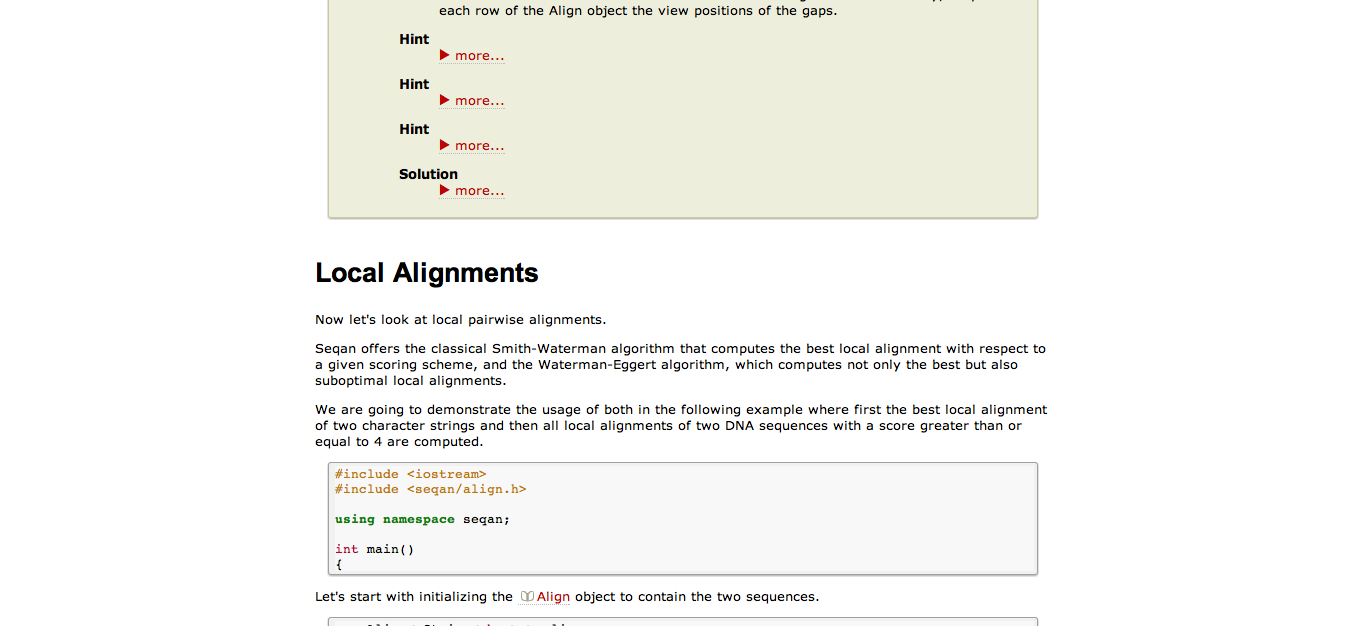 each row of the Align object the view positions of the gaps.
Hint
more...
Hint
more...
Hint
more...
Solution
more...
Local Alignments
Now let's look at local pairwise alignments.
Seqan offers the classical Smith-Waterman algorithm that computes the best local alignment with respect to
a given scoring scheme, and the Waterman-Eggert algorithm, which computes not only the best but also
suboptimal local alignments.
We are going to demonstrate the usage of both in the following example where first the best local alignment
of two character strings and then all local alignments of two DNA sequences with a score greater than or
equal to 4 are computed.
#include <iostream>
#include <seqan/align.h>
using namespace seqan;
int main()
{
Let's start with initializing the Align object to contain the two sequences.